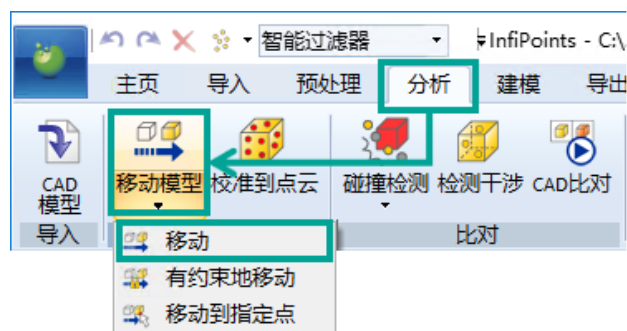 智能过滤器 InfiPoints - C:\
主页 导入 预处理 分析 建模 导出
CAD模型 移动模型 校准到点云 碰撞检测 检测干涉 CAD比对
导入 比对
移动
有约束地移动
移动到指定点